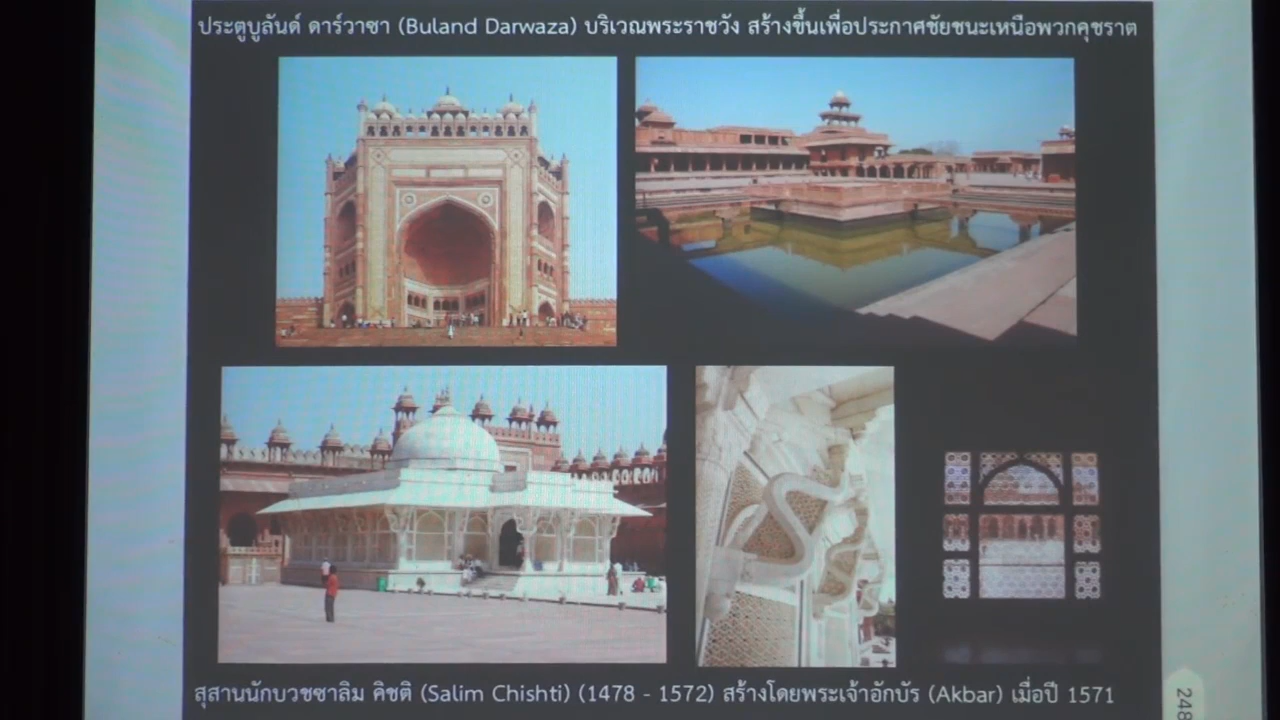 ประตูบูลันด์ ดาร์วาซา (Buland Darwaza) บริเวณพระราชวัง สร้างขึ้นเพื่อประกาศชัยชนะเหนือพวกคุชราต
สุสานนักบวชซาลิม คิชติ (Salim Chishti) (1478 - 1572) สร้างโดยพระเจ้าอักบัร (Akbar) เมื่อปี 1571
248